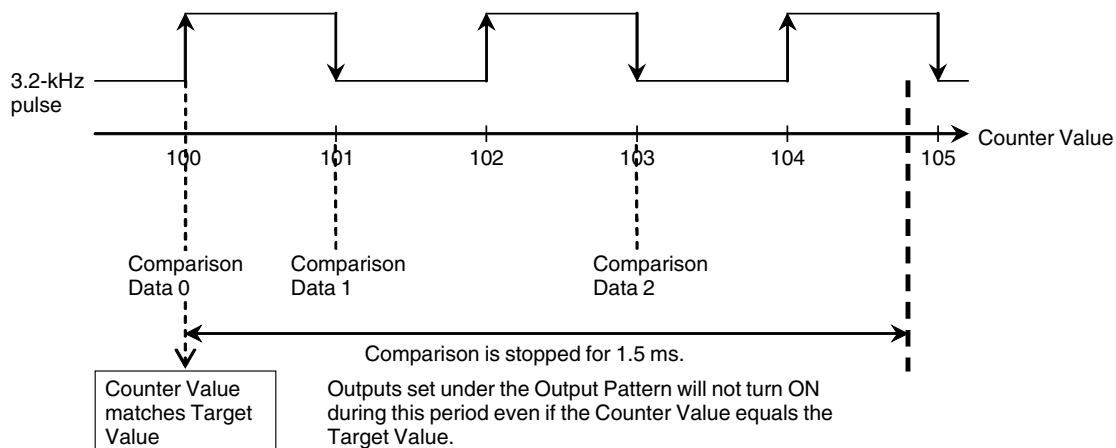 3.2-kHz
pulse
Counter Value
100
101
102
103
104
105
Comparison
Data 0
Comparison
Data 1
Comparison
Data 2
Comparison is stopped for 1.5 ms.
Counter Value
matches Target
Value
Outputs set under the Output Pattern will not turn ON
during this period even if the Counter Value equals the
Target Value.